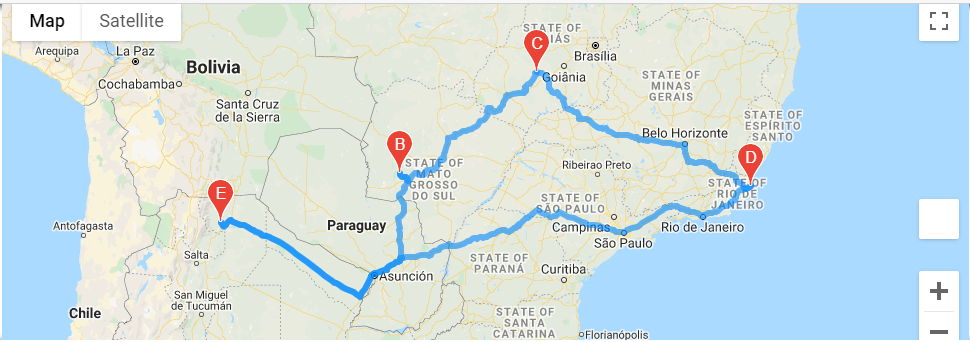 Map
Satellite
STATE OF
GOIÁS
C
Brasília
Arequipa
La Paz
Bolivia
Goiânia
STATE OF
MINAS
GERAIS
Cochabamba
Santa Cruz
de la Sierra
STATE OF
ESPÍRITO
SANTO
Belo Horizonte
B
D
STATE OF
MATO
GROSSO
DO SUL
Ribeirao Preto
STATE OF
RIO DE
JANEIRO
E
STATE OF
SÃO PAULO
Antofagasta
Paraguay
Campinas
Rio de Janeiro
São Paulo
Salta
STATE OF
PARANÁ
Asunción
Curitiba
San Miguel
de Tucumán
Chile
STATE OF
SANTA
CATARINA
Florianópolis